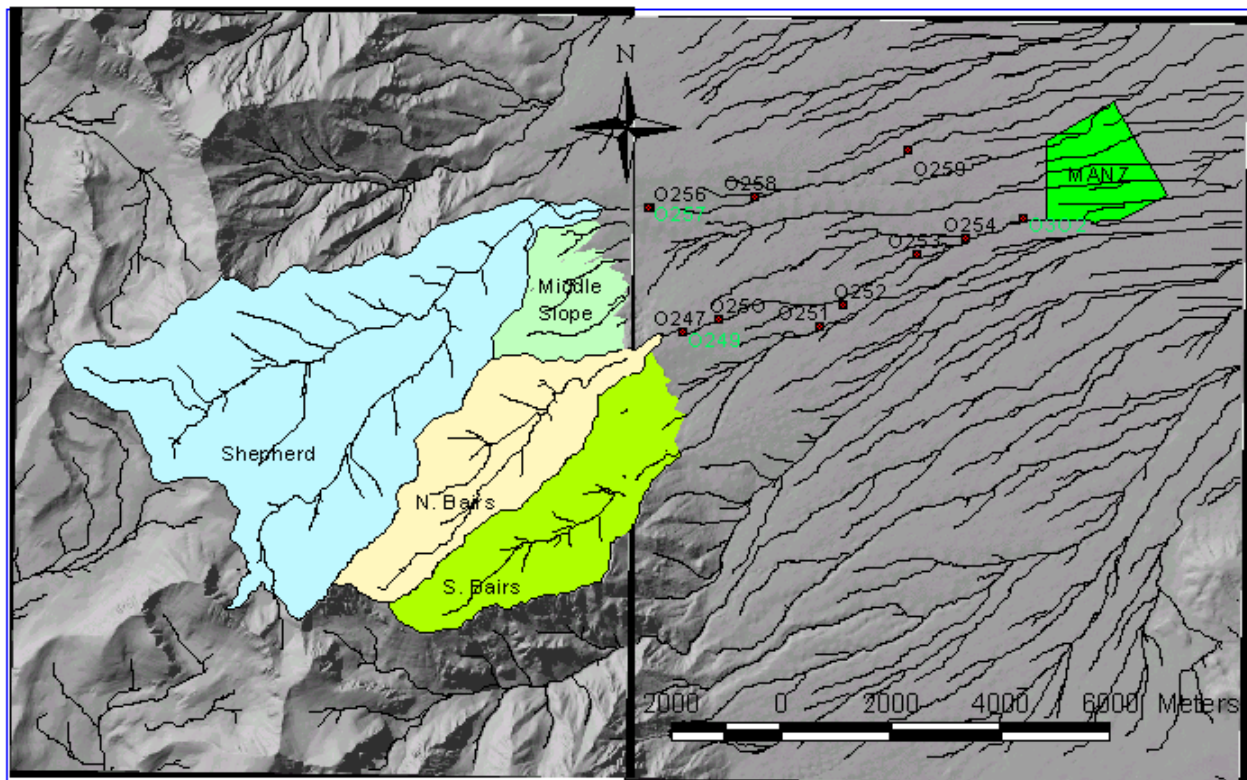 N
MANZ
O259
O256
O258
O257
O254
O302
O253
Middle
Slope
O247
O250
O251
O252
O249
Shepherd
N. Bairs
S. Bairs
2000 0 2000 4000 6000 Meters